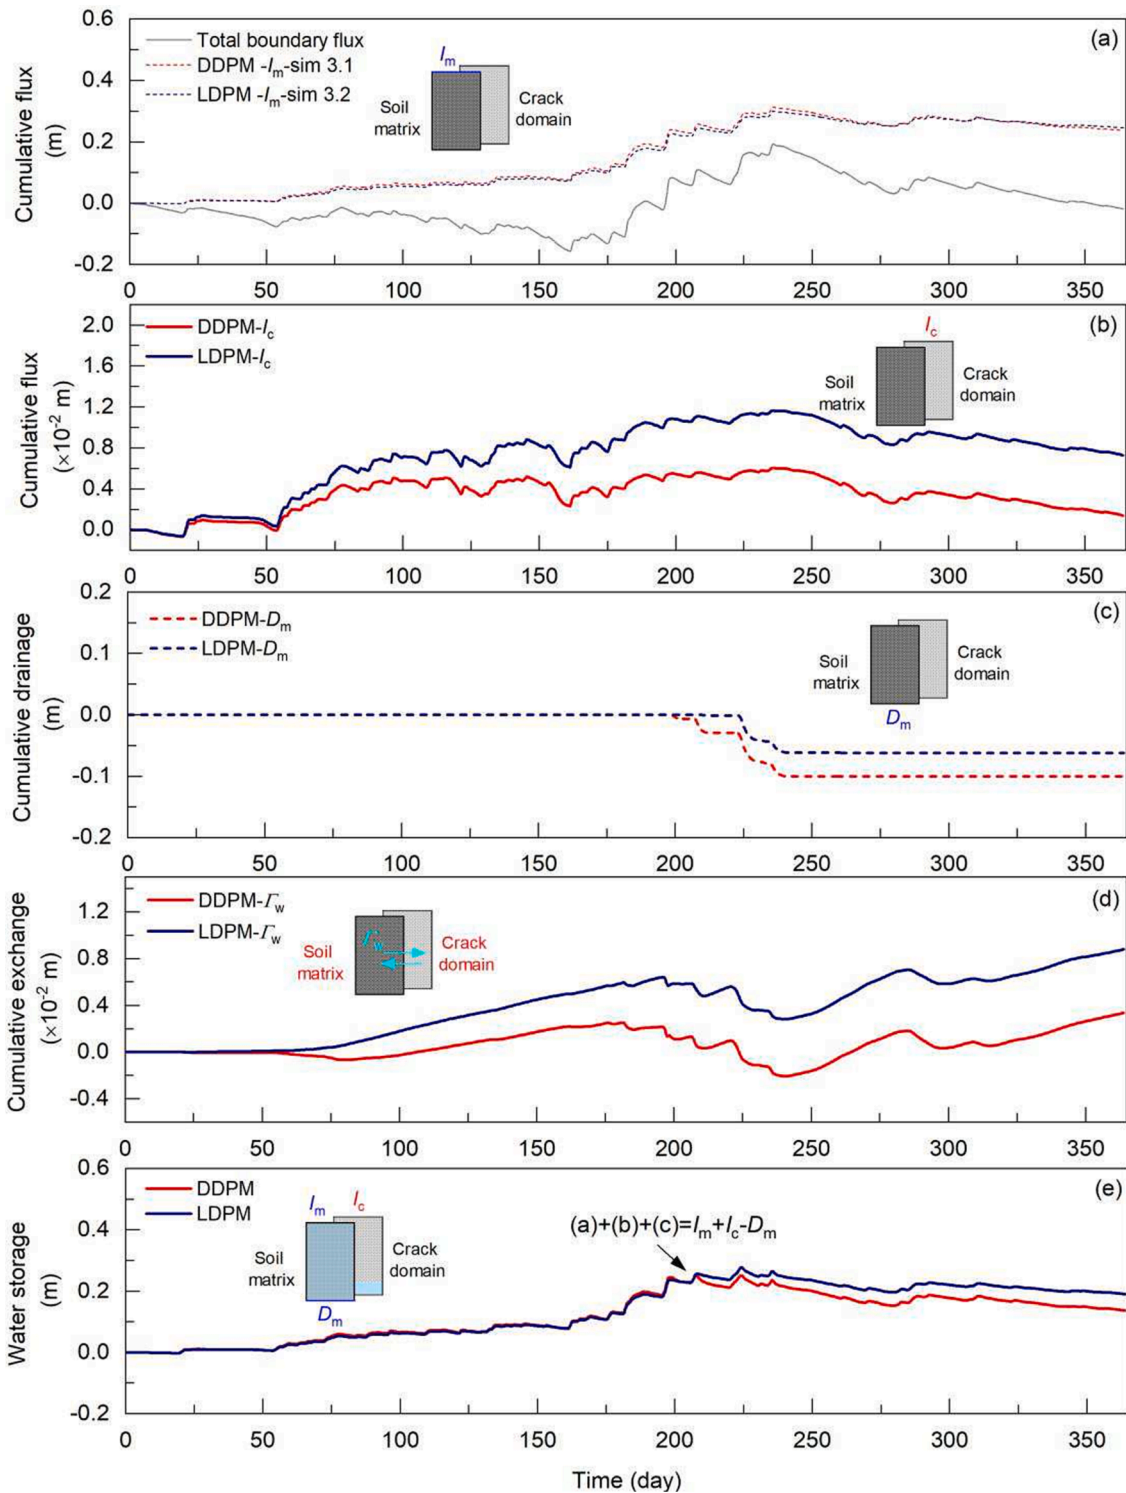 (a)
Total boundary flux
DDPM -Im-sim 3.1
LDPM -Im-sim 3.2
Im
Soil matrix
Crack domain
Cumulative flux (m)
0.6
0.4
0.2
0.0
-0.2
0 50 100 150 200 250 300 350
(b)
DDPM-Ic
LDPM-Ic
Ic
Soil matrix
Crack domain
Cumulative flux (×10⁻² m)
2.0
1.6
1.2
0.8
0.4
0.0
0 50 100 150 200 250 300 350
(c)
DDPM-Dm
LDPM-Dm
Soil matrix
Crack domain
Dm
Cumulative drainage (m)
0.2
0.1
0.0
-0.1
-0.2
0 50 100 150 200 250 300 350
(d)
DDPM-Γw
LDPM-Γw
Γw
Soil matrix
Crack domain
Cumulative exchange (×10⁻² m)
1.2
0.8
0.4
0.0
-0.4
0 50 100 150 200 250 300 350
(e)
DDPM
LDPM
Im
Ic
Soil matrix
Crack domain
Dm
(a)+(b)+(c)=Im+Ic-Dm
Water storage (m)
0.6
0.4
0.2
0.0
-0.2
0 50 100 150 200 250 300 350
Time (day)